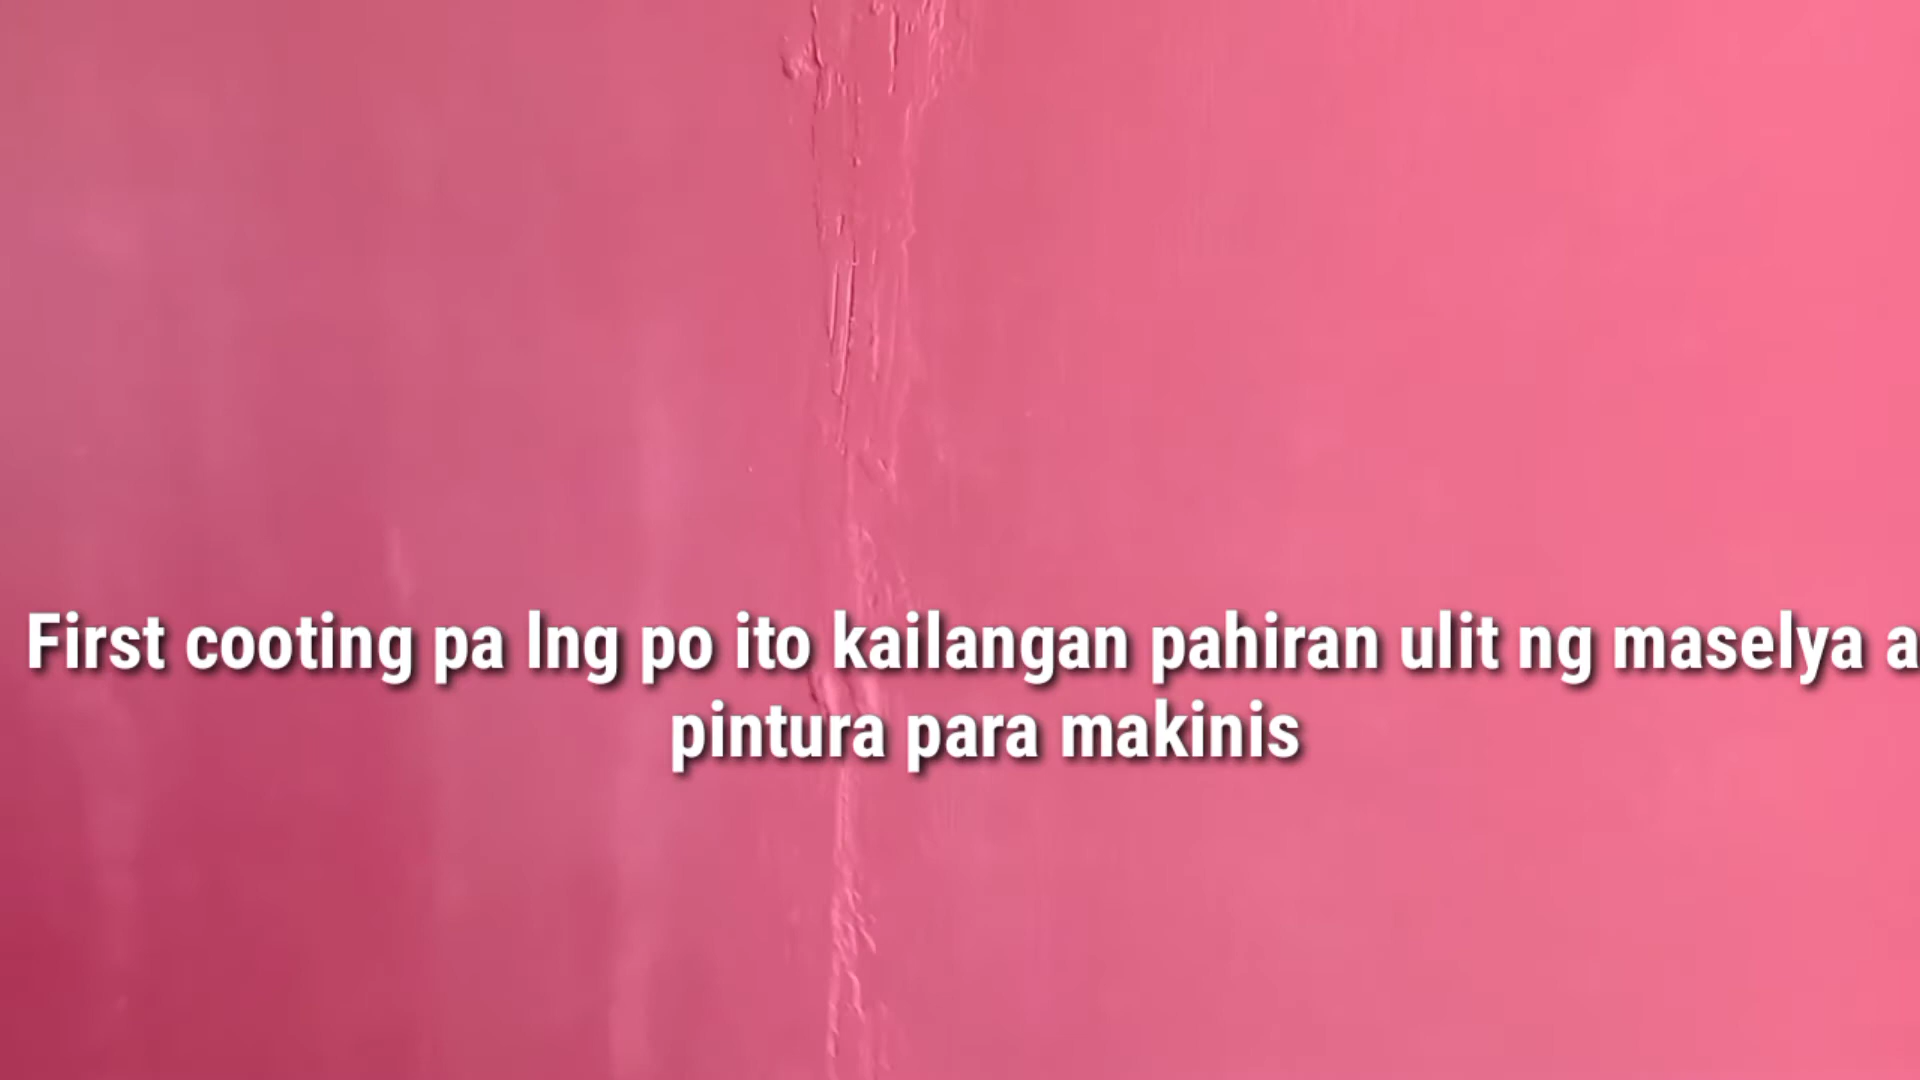 First cooting pa lng po ito kailangan pahiran ulit ng maselya a
pintura para makinis